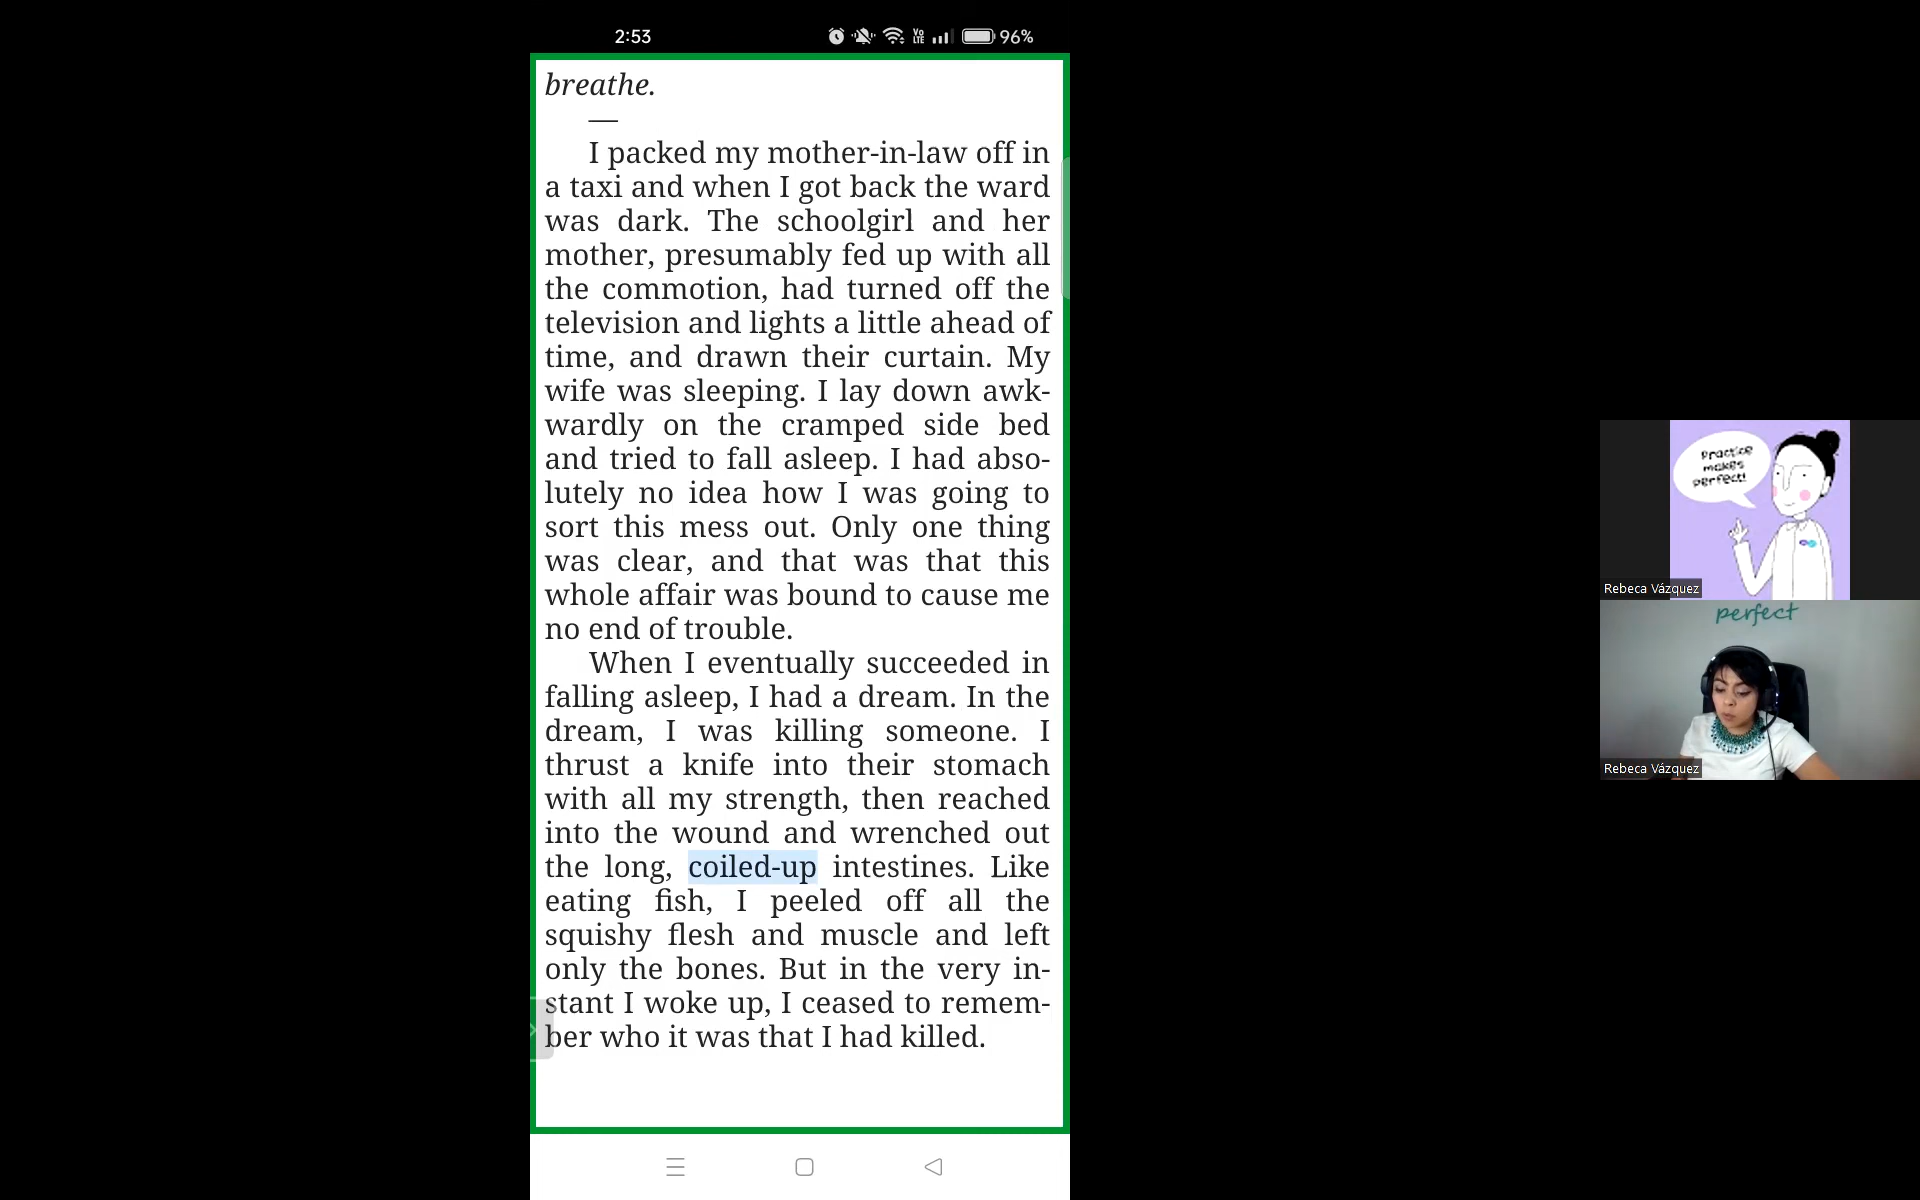 2:53
Vo
LTE
96%
breathe.
—
I packed my mother-in-law off in
a taxi and when I got back the ward
was dark. The schoolgirl and her
mother, presumably fed up with all
the commotion, had turned off the
television and lights a little ahead of
time, and drawn their curtain. My
wife was sleeping. I lay down awk-
wardly on the cramped side bed
and tried to fall asleep. I had abso-
lutely no idea how I was going to
sort this mess out. Only one thing
was clear, and that was that this
whole affair was bound to cause me
no end of trouble.
When I eventually succeeded in
falling asleep, I had a dream. In the
dream, I was killing someone. I
thrust a knife into their stomach
with all my strength, then reached
into the wound and wrenched out
the long, coiled-up intestines. Like
eating fish, I peeled off all the
squishy flesh and muscle and left
only the bones. But in the very in-
stant I woke up, I ceased to remem-
ber who it was that I had killed.
Practice
makes
perfect!
Rebeca Vázquez
perfect
Rebeca Vázquez